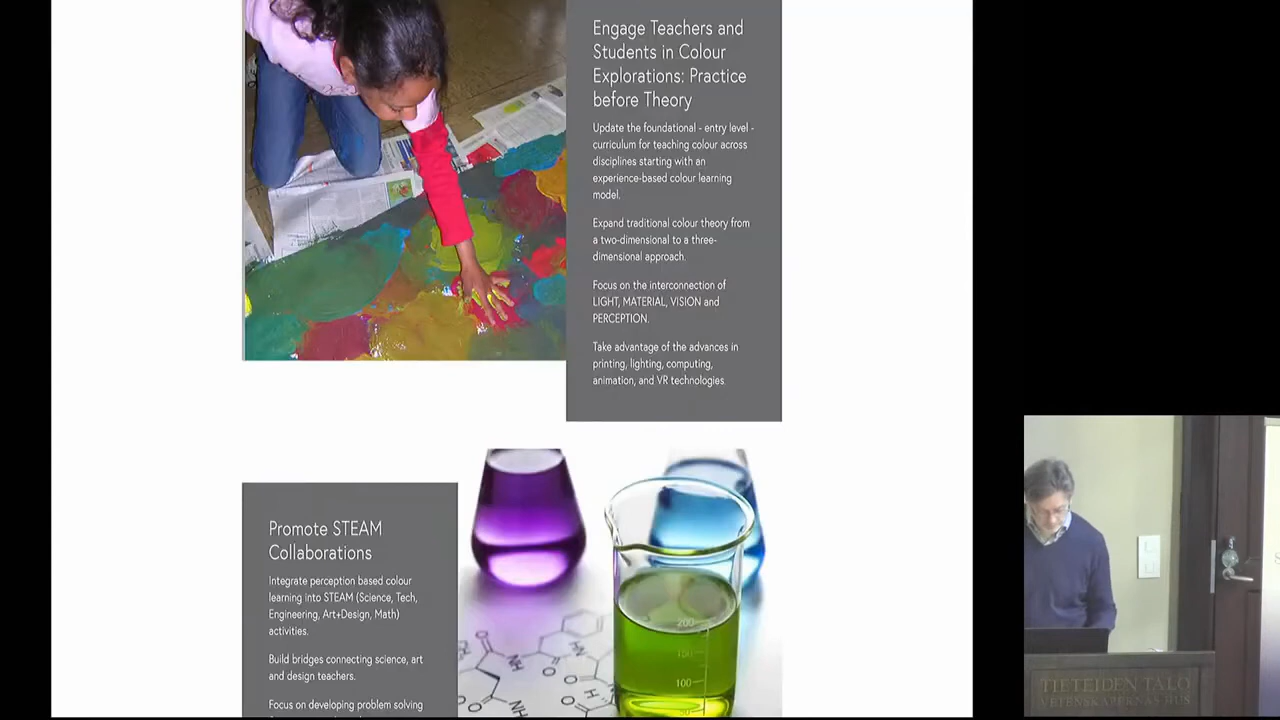 Engage Teachers and
Students in Colour
Explorations: Practice
before Theory
Update the foundational - entry level -
curriculum for teaching colour across
disciplines starting with an
experience-based colour learning
model.
Expand traditional colour theory from
a two-dimensional to a three-
dimensional approach.
Focus on the interconnection of
LIGHT, MATERIAL, VISION and
PERCEPTION.
Take advantage of the advances in
printing, lighting, computing,
animation, and VR technologies.
Promote STEAM
Collaborations
Integrate perception based colour
learning into STEAM (Science, Tech,
Engineering, Art+Design, Math)
activities.
Build bridges connecting science, art
and design teachers.
Focus on developing problem solving
200
150
100
TIETEIDEN TALO
VETENSKAPERNAS HUS